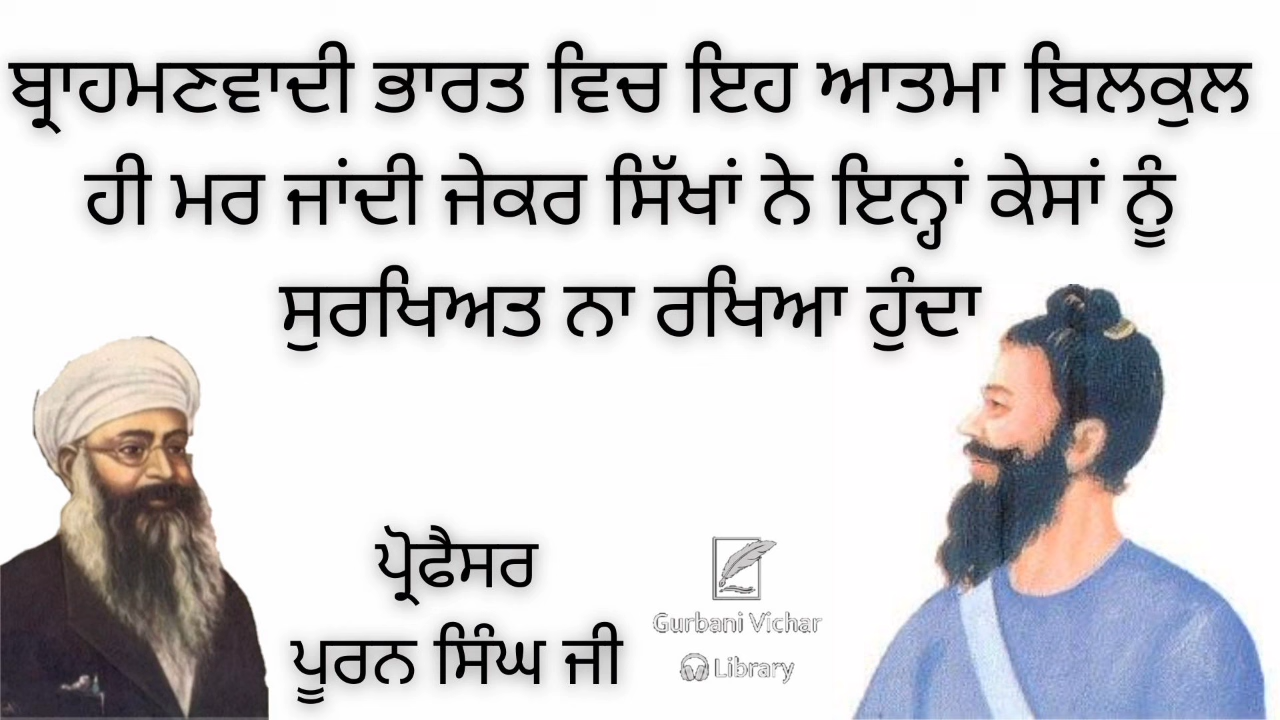 ਬ੍ਰਾਹਮਣਵਾਦੀ ਭਾਰਤ ਵਿਚ ਇਹ ਆਤਮਾ ਬਿਲਕੁਲ
ਹੀ ਮਰ ਜਾਂਦੀ ਜੇਕਰ ਸਿੱਖਾਂ ਨੇ ਇਨ੍ਹਾਂ ਕੇਸਾਂ ਨੂੰ
ਸੁਰਖਿਅਤ ਨਾ ਰਖਿਆ ਹੁੰਦਾ
ਪ੍ਰੋਫੈਸਰ
ਪੂਰਨ ਸਿੰਘ ਜੀ
Gurbani Vichar
Library